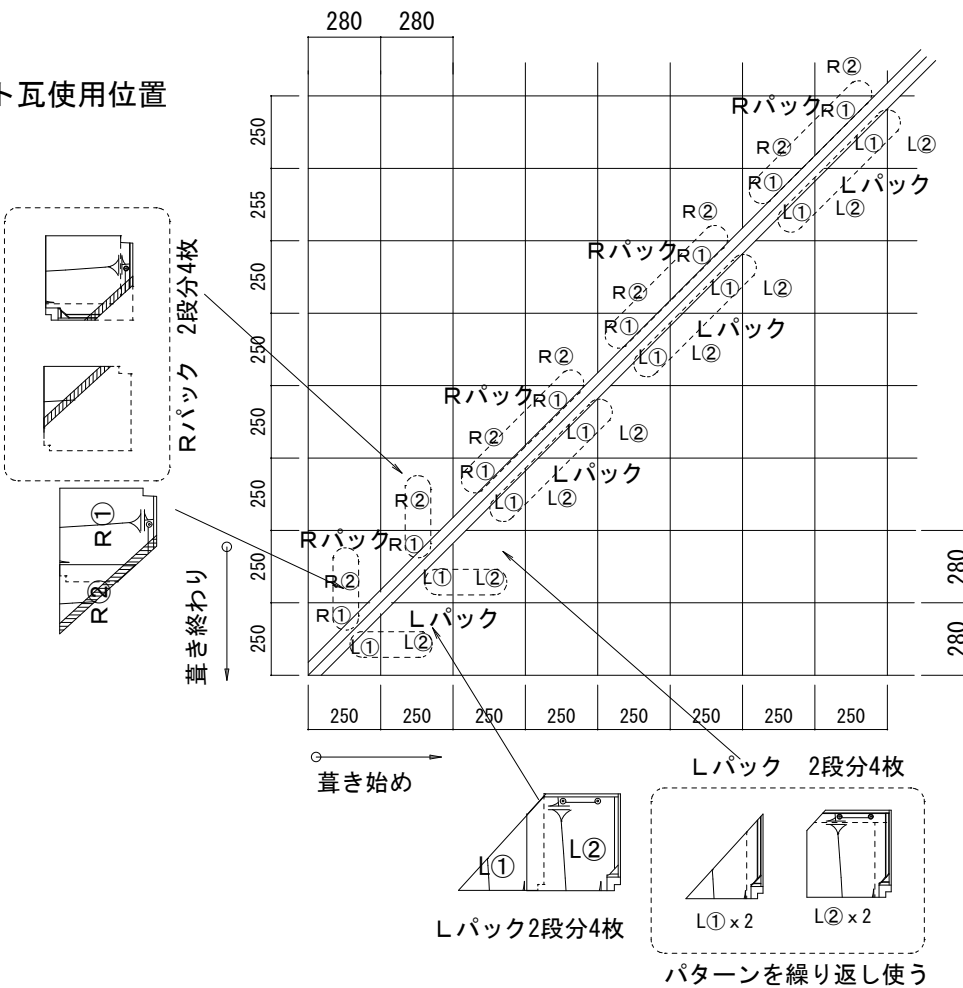 280 280
ト瓦使用位置
R② R② R② R② R② R② R② R②
R① R① R① R① R① R① R① R①
L① L① L① L① L① L① L① L①
L② L② L② L② L② L② L② L②
Rパック
Rパック
Rパック
Rパック
Lパック
Lパック
Lパック
Lパック
250
255
250
250
250
250
250
250
Rパック 2段分4枚
R①
R②
葺き終わり
280
280
250 250 250 250 250 250 250 250
葺き始め
L① L②
Lパック2段分4枚
Lパック 2段分4枚
L①x2 L②x2
パターンを繰り返し使う